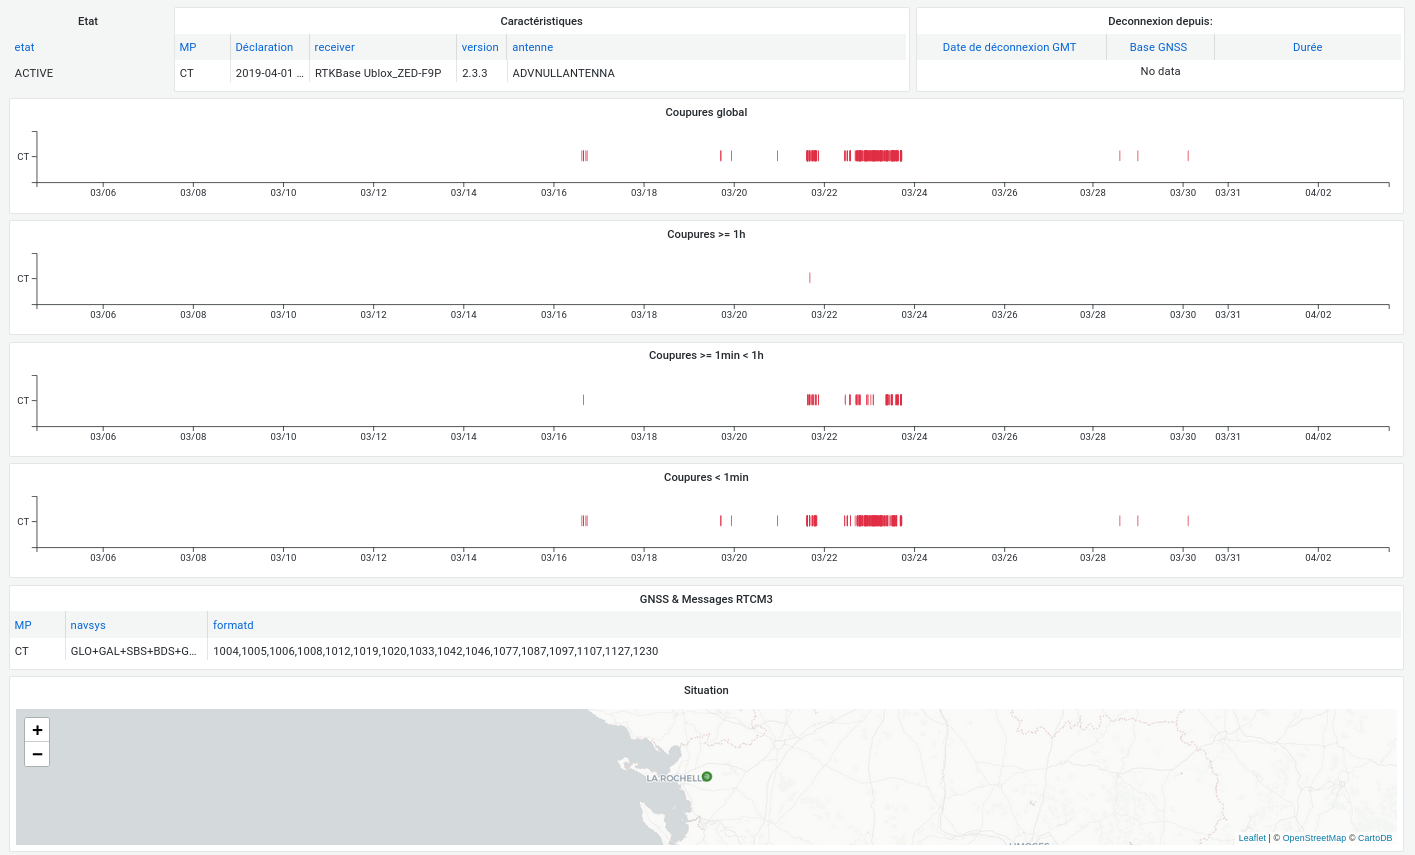 Etat
Caractéristiques
Deconnexion depuis:
etat
MP Déclaration receiver version antenne
Date de déconnexion GMT Base GNSS Durée
ACTIVE
CT 2019-04-01 … RTKBase Ublox_ZED-F9P 2.3.3 ADVNULLANTENNA
No data
Coupures global
CT
03/06 03/08 03/10 03/12 03/14 03/16 03/18 03/20 03/22 03/24 03/26 03/28 03/30 03/31 04/02
Coupures >= 1h
CT
03/06 03/08 03/10 03/12 03/14 03/16 03/18 03/20 03/22 03/24 03/26 03/28 03/30 03/31 04/02
Coupures >= 1min < 1h
CT
03/06 03/08 03/10 03/12 03/14 03/16 03/18 03/20 03/22 03/24 03/26 03/28 03/30 03/31 04/02
Coupures < 1min
CT
03/06 03/08 03/10 03/12 03/14 03/16 03/18 03/20 03/22 03/24 03/26 03/28 03/30 03/31 04/02
GNSS & Messages RTCM3
MP navsys formatd
CT GLO+GAL+SBS+BDS+G… 1004,1005,1006,1008,1012,1019,1020,1033,1042,1046,1077,1087,1097,1107,1127,1230
Situation
+
−
LA ROCHELL
LIMOGES
Leaflet | © OpenStreetMap © CartoDB